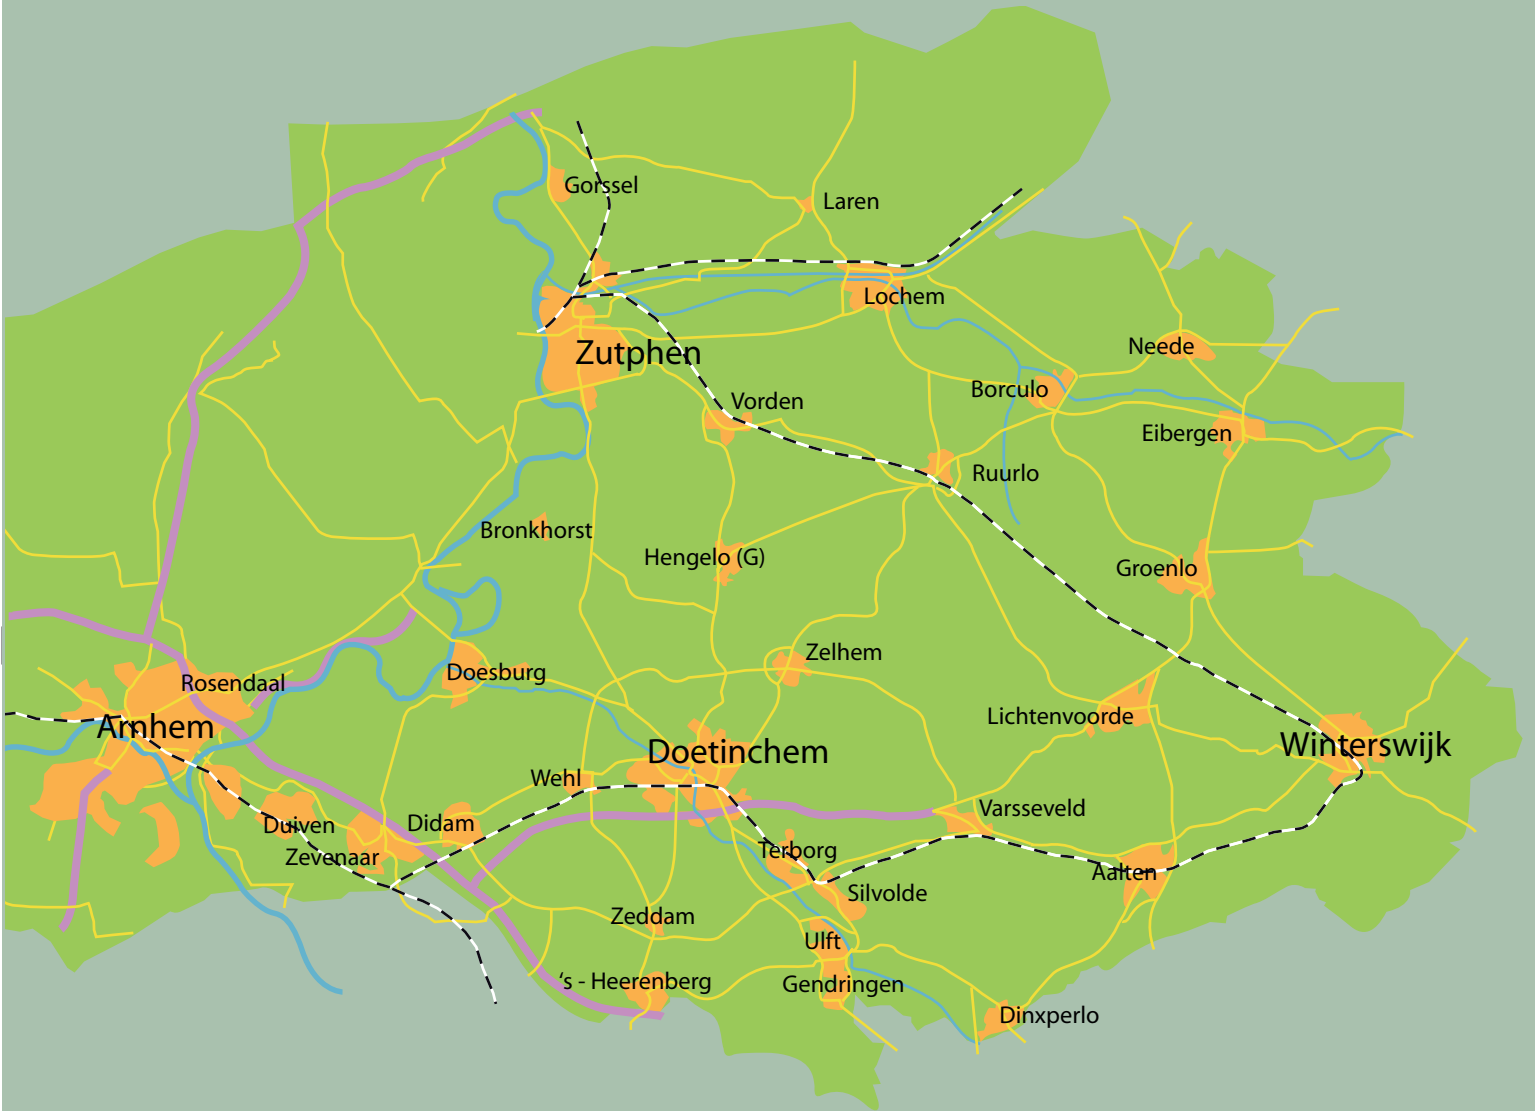 Gorssel
Laren
Lochem
Neede
Zutphen
Borculo
Vorden
Eibergen
Ruurlo
Bronkhorst
Hengelo (G)
Groenlo
Zelhem
Doesburg
Rosendaal
Lichtenvoorde
Arnhem
Winterswijk
Doetinchem
Wehl
Varsseveld
Didam
Duiven
Terborg
Zevenaar
Aalten
Silvolde
Zeddam
Ulft
's - Heerenberg
Gendringen
Dinxperlo